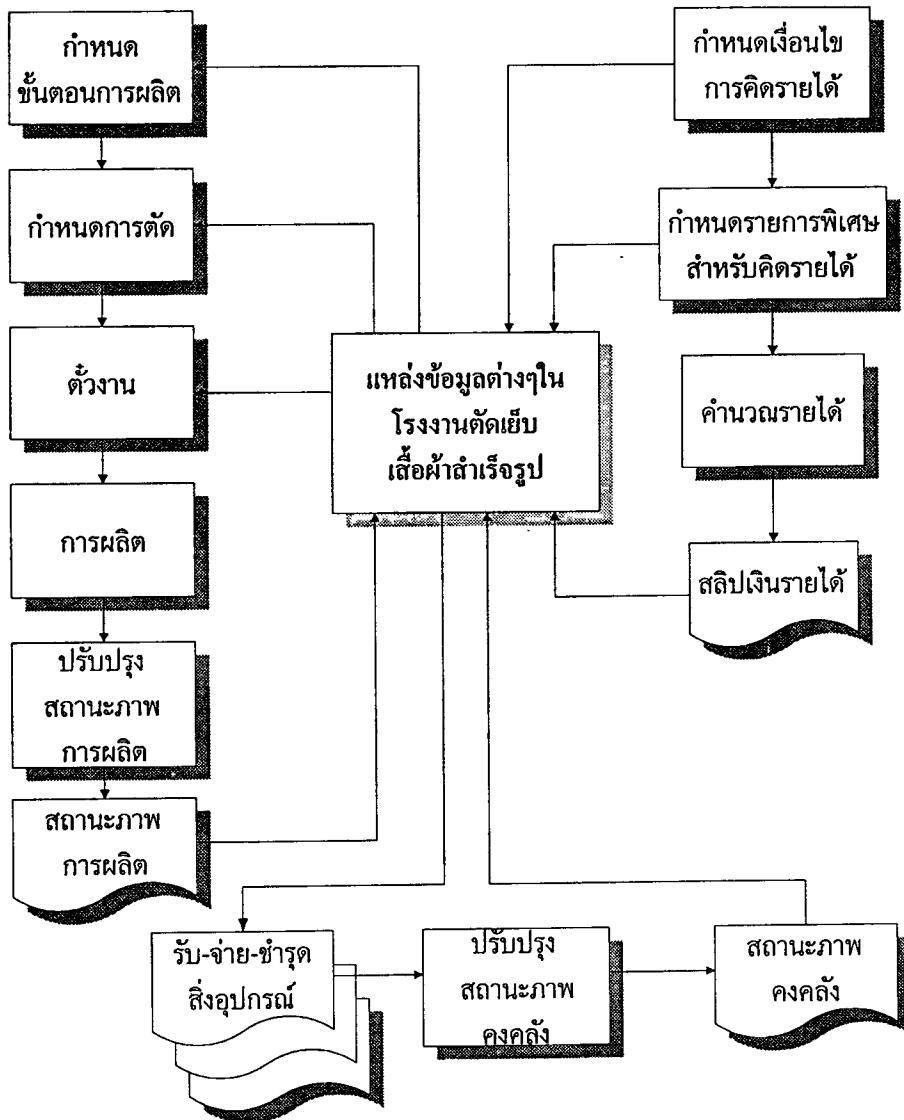 กำหนด
ขั้นตอนการผลิต
กำหนดการตัด
ตั๋วงาน
การผลิต
ปรับปรุง
สถานะภาพ
การผลิต
สถานะภาพ
การผลิต
แหล่งข้อมูลต่างๆใน
โรงงานตัดเย็บ
เสื้อผ้าสำเร็จรูป
กำหนดเงื่อนไข
การคิดรายได้
กำหนดรายการพิเศษ
สำหรับคิดรายได้
คำนวณรายได้
สลิปเงินรายได้
รับ-จ่าย-ชำรุด
สิ่งอุปกรณ์
ปรับปรุง
สถานะภาพ
คงคลัง
สถานะภาพ
คงคลัง